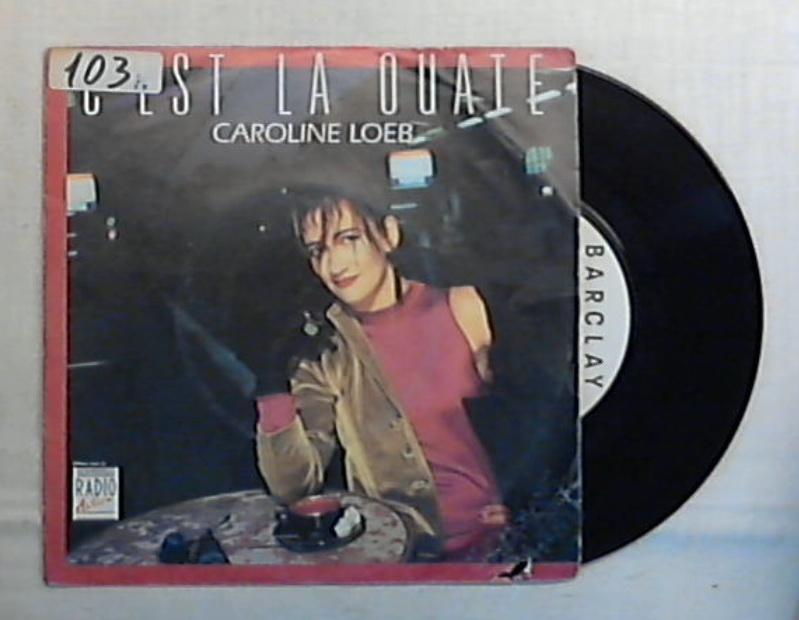 103
C'EST LA OUATE
CAROLINE LOEB
BARCLAY
RADIO